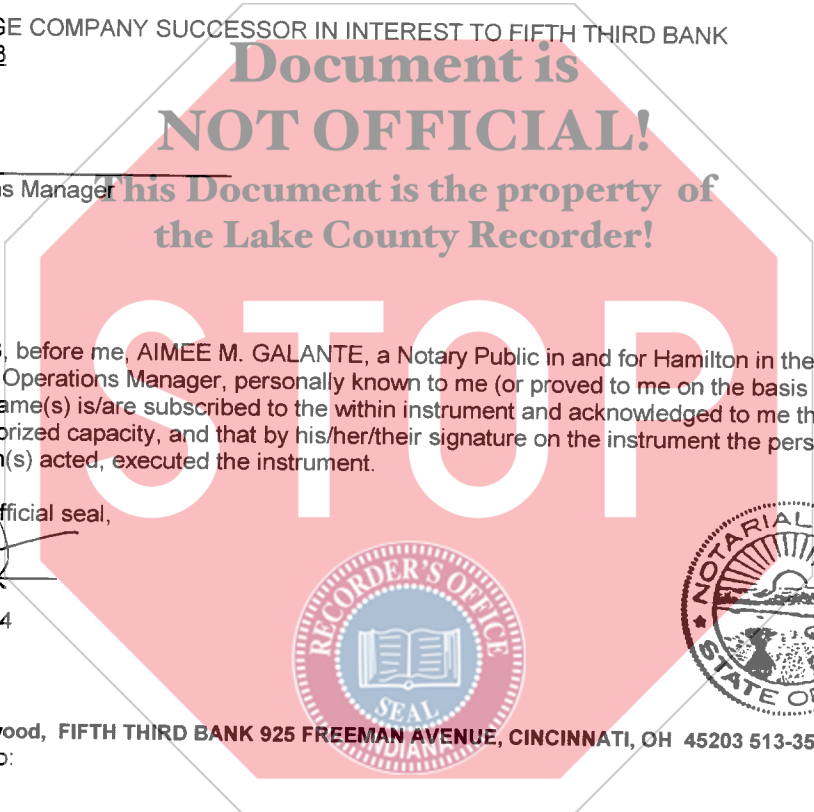 GE COMPANY SUCCESSOR IN INTEREST TO FIFTH THIRD BANK
3
Document is
NOT OFFICIAL!
This Document is the property of
the Lake County Recorder!
ns Manager
STOP
, before me, AIMEE M. GALANTE, a Notary Public in and for Hamilton in the
Operations Manager, personally known to me (or proved to me on the basis
ame(s) is/are subscribed to the within instrument and acknowledged to me th
orized capacity, and that by his/her/their signature on the instrument the pers
n(s) acted, executed the instrument.
fficial seal,
4
NOTARIAL
STATE OF
RECORDER'S OFFICE
SEAL
INDIANA
wood, FIFTH THIRD BANK 925 FREEMAN AVENUE, CINCINNATI, OH 45203 513-35
o: